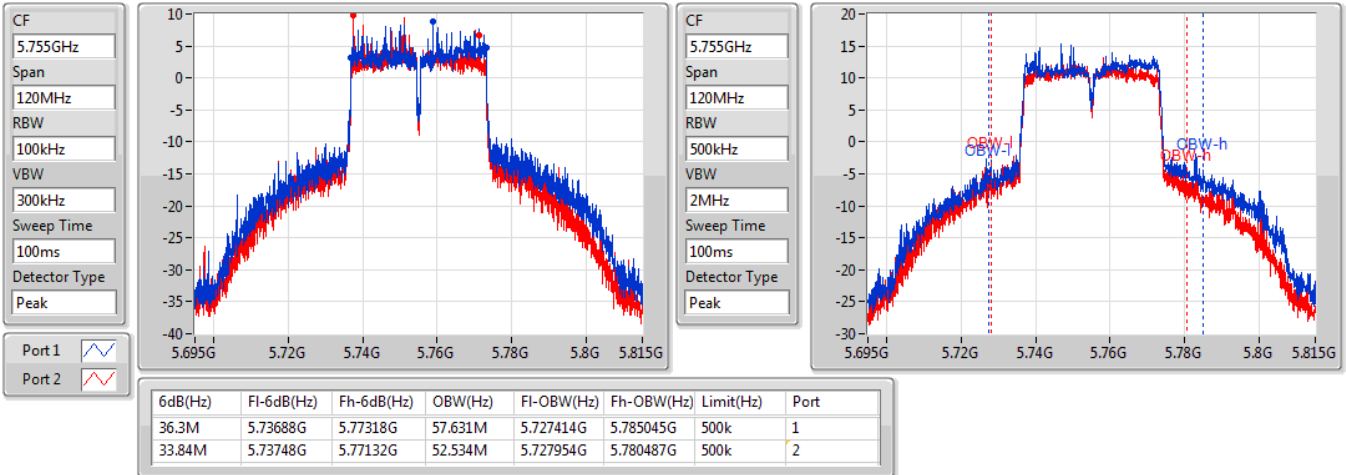 CF
5.755GHz
Span
120MHz
RBW
100kHz
VBW
300kHz
Sweep Time
100ms
Detector Type
Peak
Port 1
Port 2
10
5
0
-5
-10
-15
-20
-25
-30
-35
-40
5.695G 5.72G 5.74G 5.76G 5.78G 5.8G 5.815G
CF
5.755GHz
Span
120MHz
RBW
500kHz
VBW
2MHz
Sweep Time
100ms
Detector Type
Peak
20
15
10
5
0
-5
-10
-15
-20
-25
-30
OBW-l
OBW-l
OBW-h
OBW-h
5.695G 5.72G 5.74G 5.76G 5.78G 5.8G 5.815G
6dB(Hz) Fl-6dB(Hz) Fh-6dB(Hz) OBW(Hz) Fl-OBW(Hz) Fh-OBW(Hz) Limit(Hz) Port
36.3M 5.73688G 5.77318G 57.631M 5.727414G 5.785045G 500k 1
33.84M 5.73748G 5.77132G 52.534M 5.727954G 5.780487G 500k 2